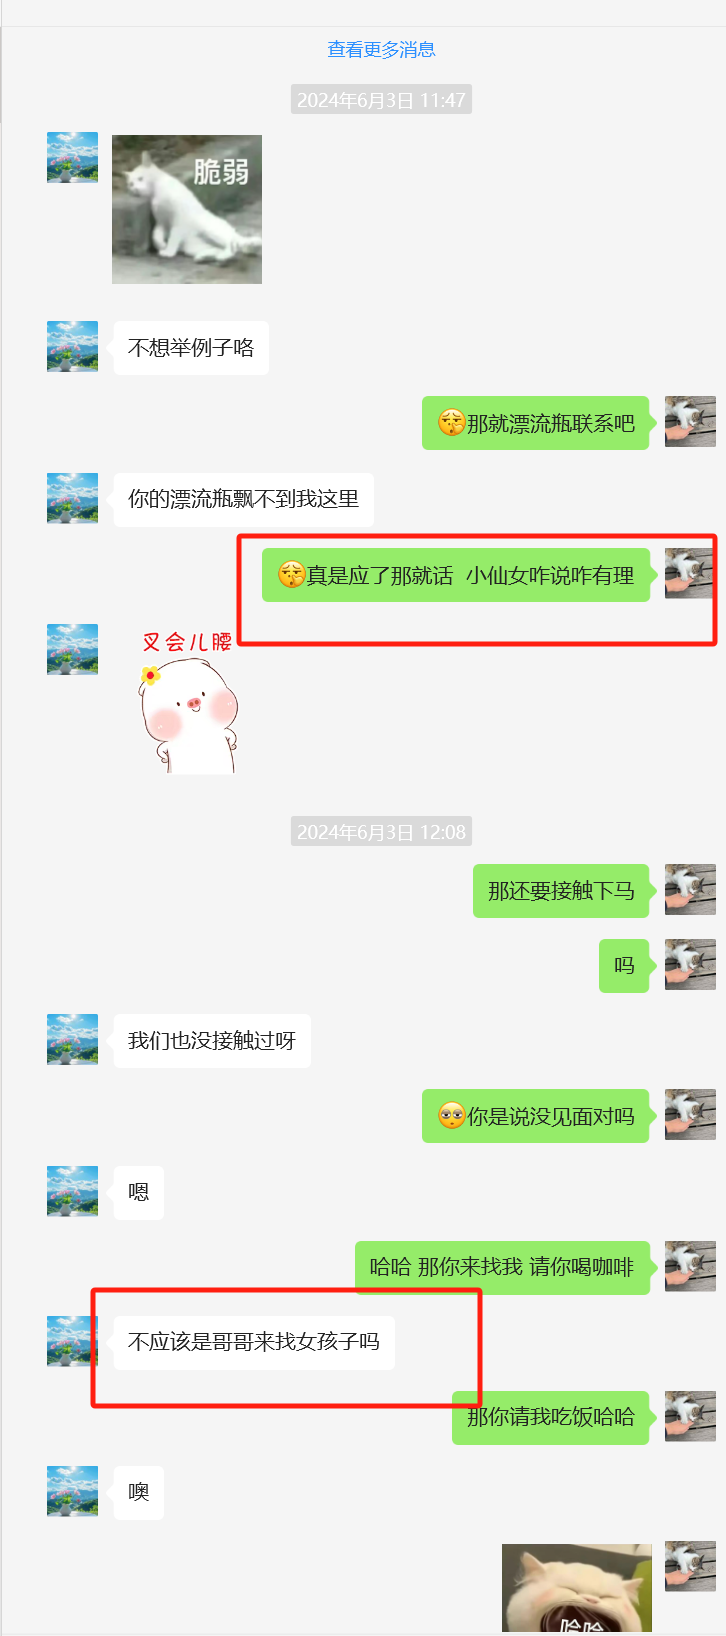 查看更多消息
2024年6月3日 11:47
脆弱
不想举例子咯
那就漂流瓶联系吧
你的漂流瓶飘不到我这里
真是应了那就话 小仙女咋说咋有理
叉会儿腰
2024年6月3日 12:08
那还要接触下马
吗
我们也没接触过呀
你是说没见面对吗
嗯
哈哈 那你来找我 请你喝咖啡
不应该是哥哥来找女孩子吗
那你请我吃饭哈哈
噢
哈哈